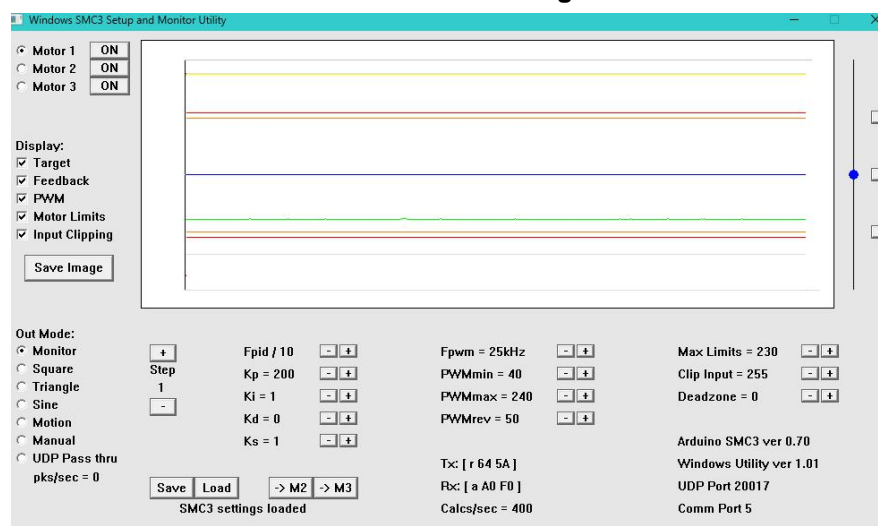 Windows SMC3 Setup and Monitor Utility
Motor 1 ON
Motor 2 ON
Motor 3 ON
Display:
Target
Feedback
PWM
Motor Limits
Input Clipping
Save Image
Out Mode:
Monitor
Square
Triangle
Sine
Motion
Manual
UDP Pass thru
pks/sec = 0
+
Step
1
-
Fpid / 10 - +
Kp = 200 - +
Ki = 1 - +
Kd = 0 - +
Ks = 1 - +
Save Load -> M2 -> M3
SMC3 settings loaded
Fpwm = 25kHz - +
PWMmin = 40 - +
PWMmax = 240 - +
PWMrev = 50 - +
Tx: [ r 64 5A ]
Rx: [ a A0 F0 ]
Calcs/sec = 400
Max Limits = 230 - +
Clip Input = 255 - +
Deadzone = 0 - +
Arduino SMC3 ver 0.70
Windows Utility ver 1.01
UDP Port 20017
Comm Port 5